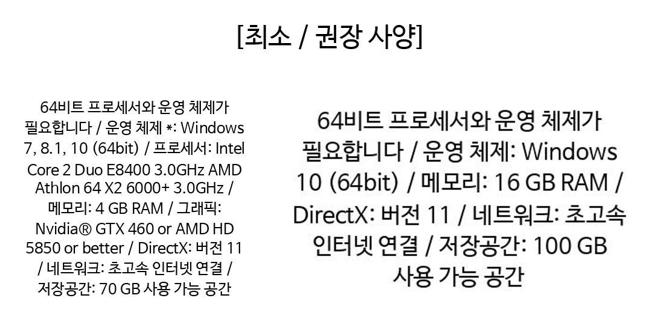 [최소 / 권장 사양]
64비트 프로세서와 운영 체제가
필요합니다 / 운영 체제 *: Windows
7, 8.1, 10 (64bit) / 프로세서: Intel
Core 2 Duo E8400 3.0GHz AMD
Athlon 64 X2 6000+ 3.0GHz /
메모리: 4 GB RAM / 그래픽:
Nvidia® GTX 460 or AMD HD
5850 or better / DirectX: 버전 11
/ 네트워크: 초고속 인터넷 연결 /
저장공간: 70 GB 사용 가능 공간
64비트 프로세서와 운영 체제가
필요합니다 / 운영 체제: Windows
10 (64bit) / 메모리: 16 GB RAM /
DirectX: 버전 11 / 네트워크: 초고속
인터넷 연결 / 저장공간: 100 GB
사용 가능 공간